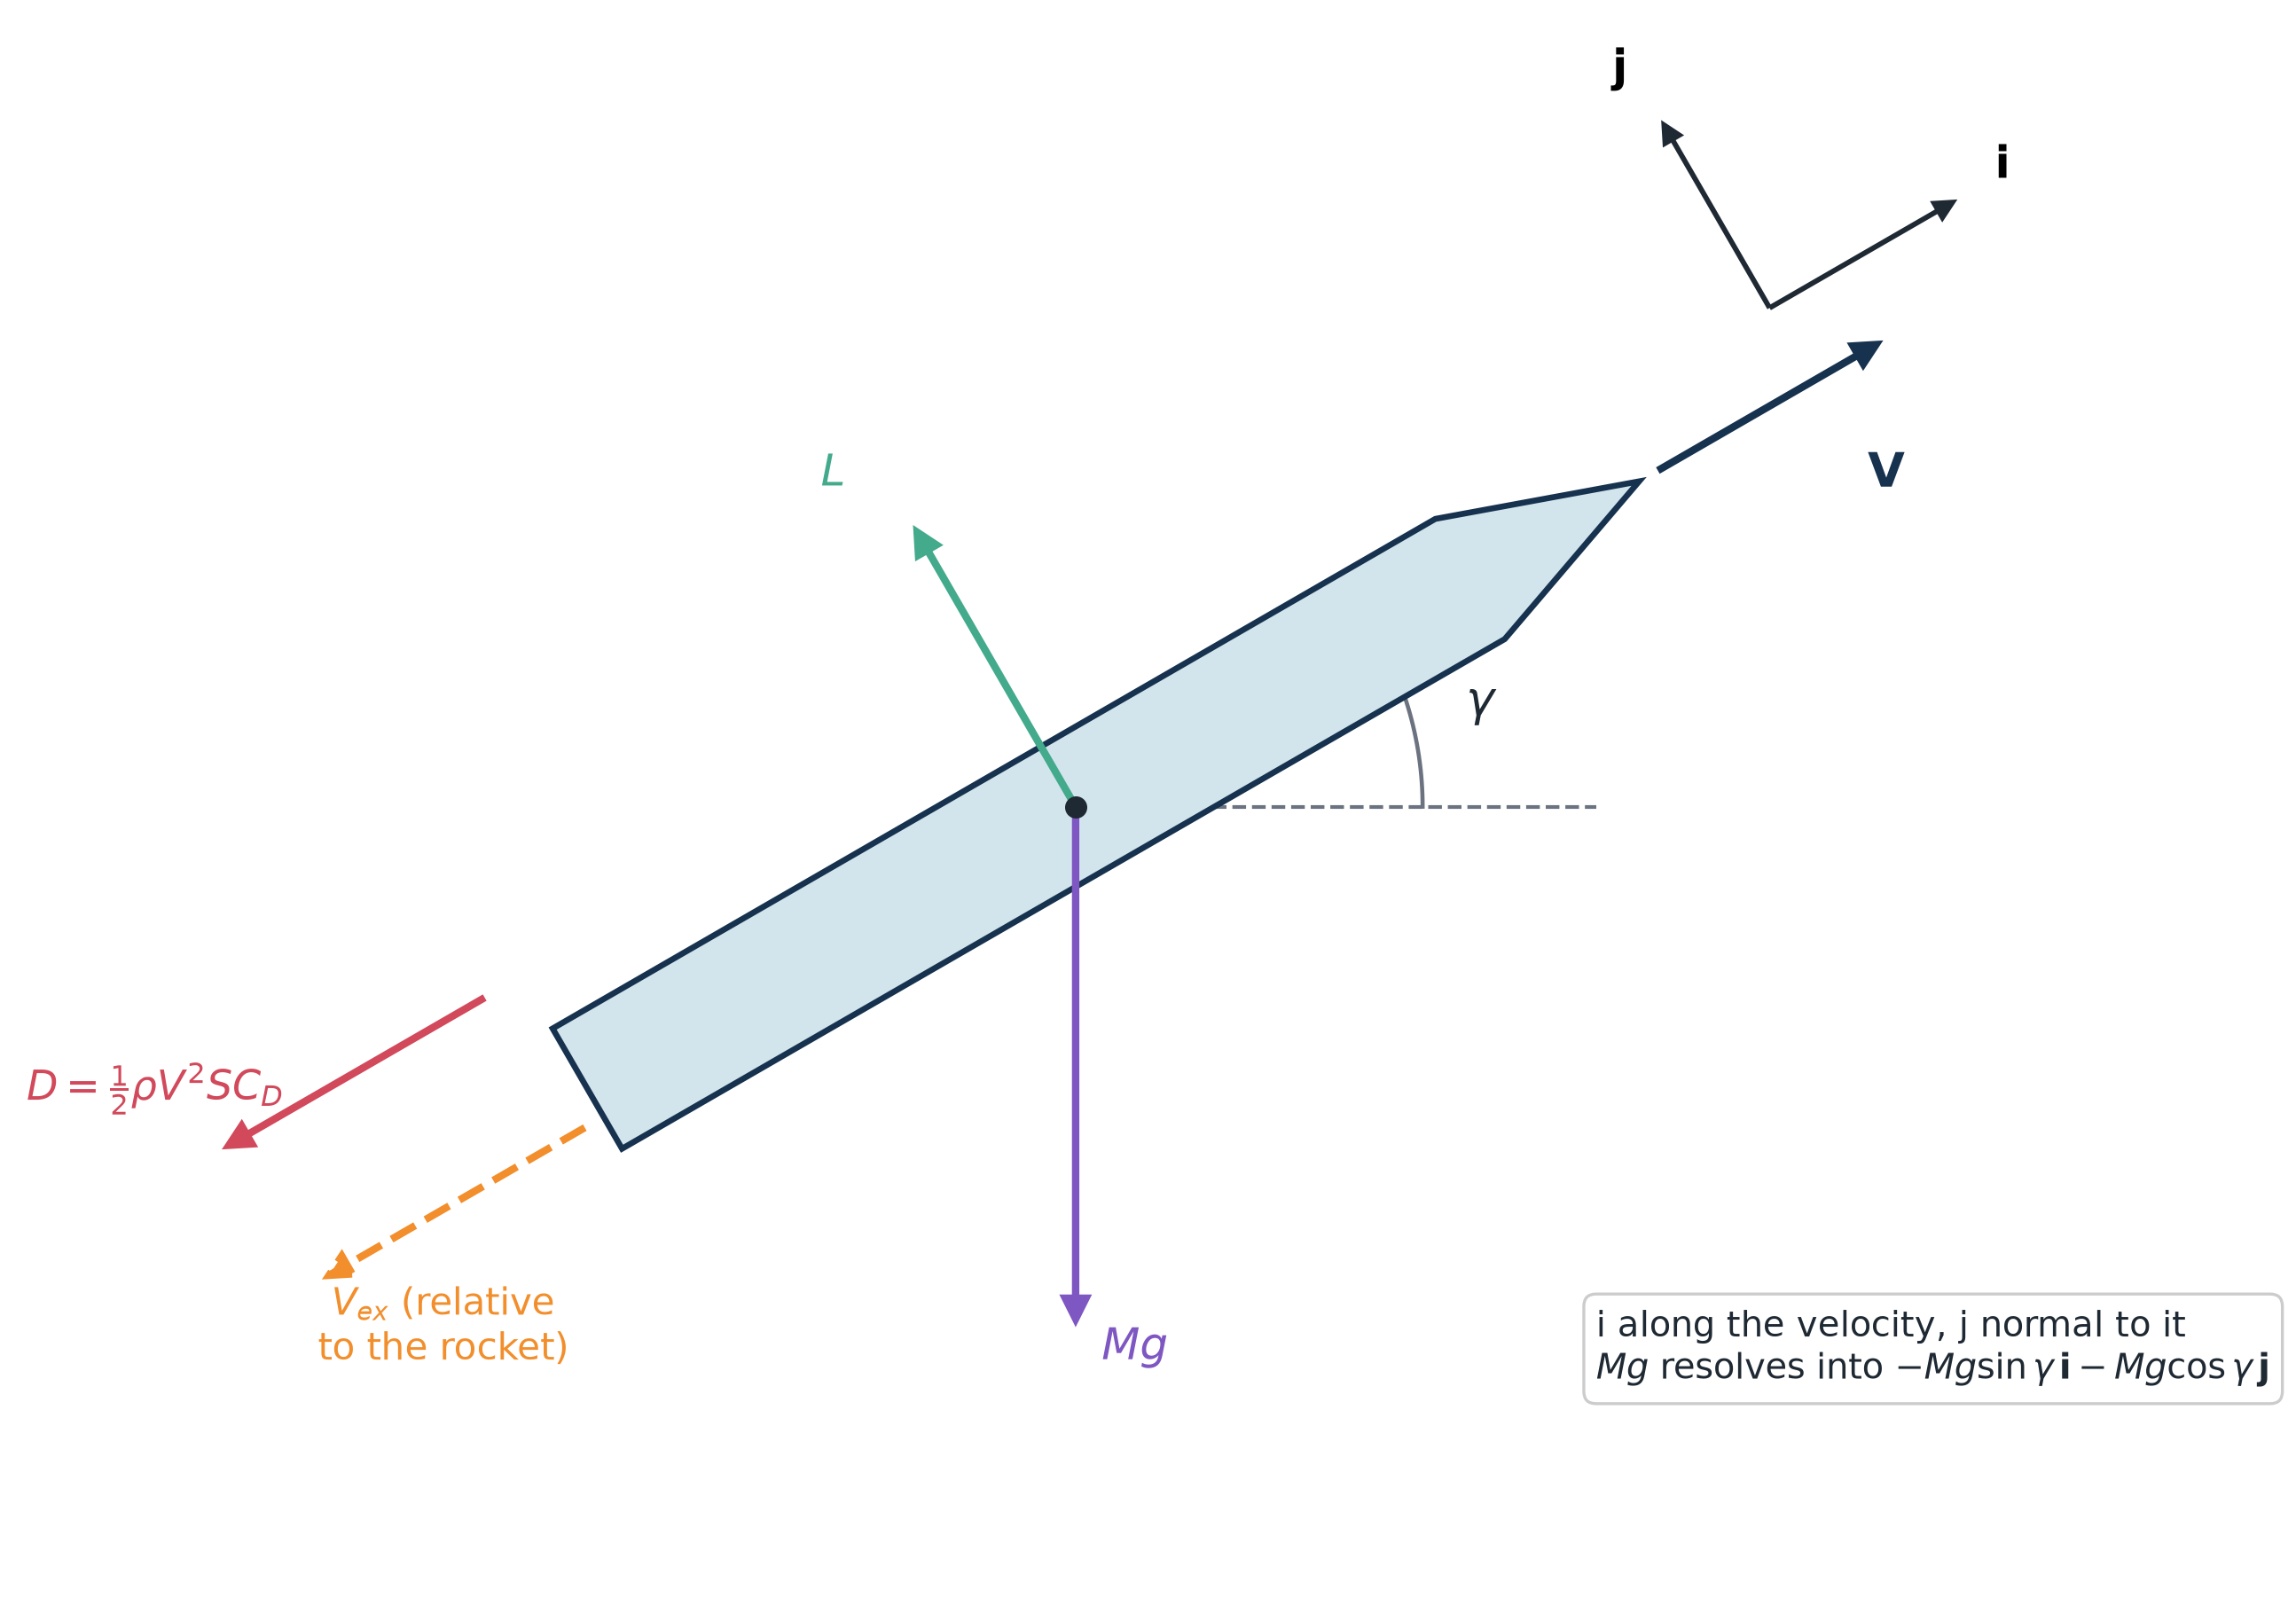 j
i
V
L
γ
D = ½ρV²SC_D
V_ex (relative
to the rocket)
Mg
i along the velocity, j normal to it
Mg resolves into −Mg sin γ i − Mg cos γ j